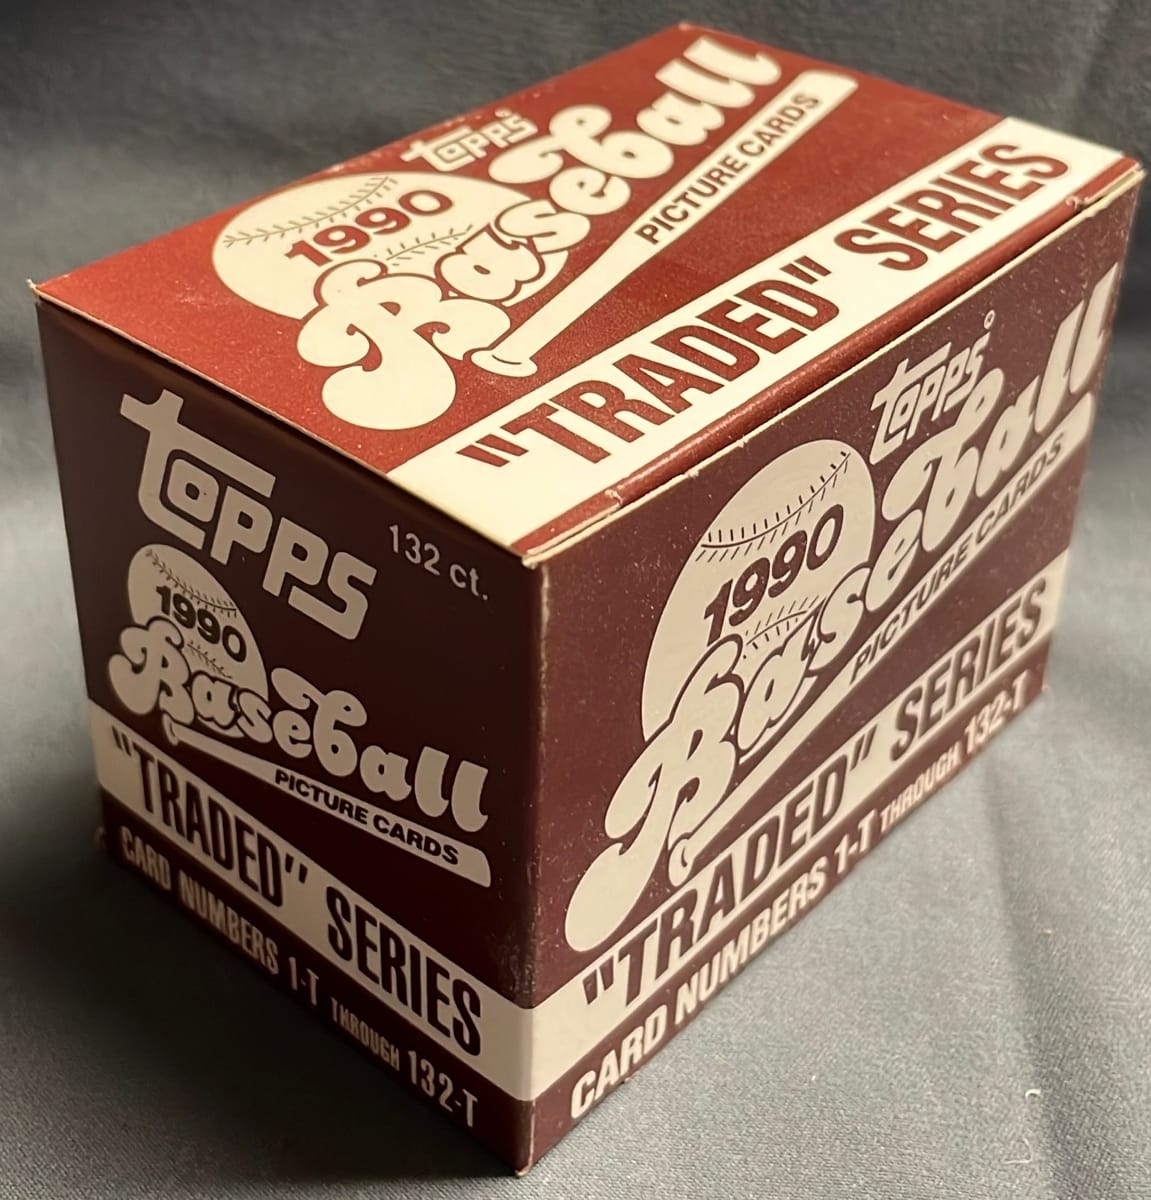 TOPPS®
1990
Baseball
PICTURE CARDS
"TRADED" SERIES
TOPPS
132 ct.
1990
Baseball
PICTURE CARDS
"TRADED" SERIES
CARD NUMBERS 1-T THROUGH 132-T
TOPPS®
1990
Baseball
PICTURE CARDS
"TRADED" SERIES
CARD NUMBERS 1-T THROUGH 132-T